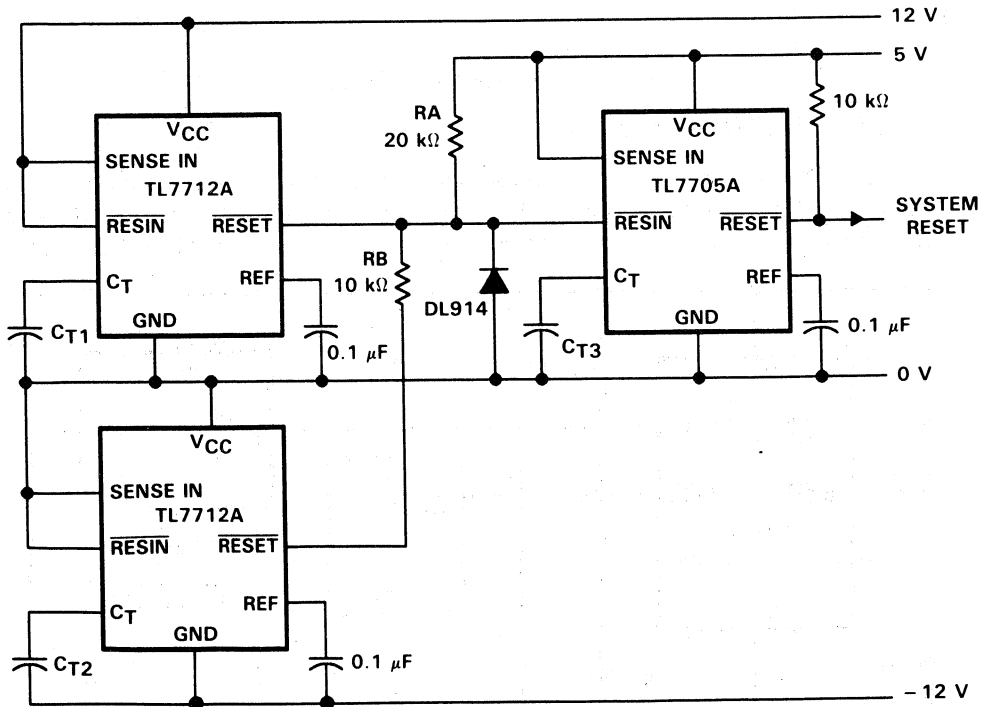 12 V
5 V
RA
20 kΩ
10 kΩ
VCC
SENSE IN
TL7712A
RESIN
RESET
CT
REF
GND
CT1
0.1 μF
RB
10 kΩ
DL914
VCC
SENSE IN
TL7705A
RESIN
RESET
CT
REF
GND
CT3
0.1 μF
SYSTEM
RESET
0 V
VCC
SENSE IN
TL7712A
RESIN
RESET
CT
REF
GND
CT2
0.1 μF
– 12 V